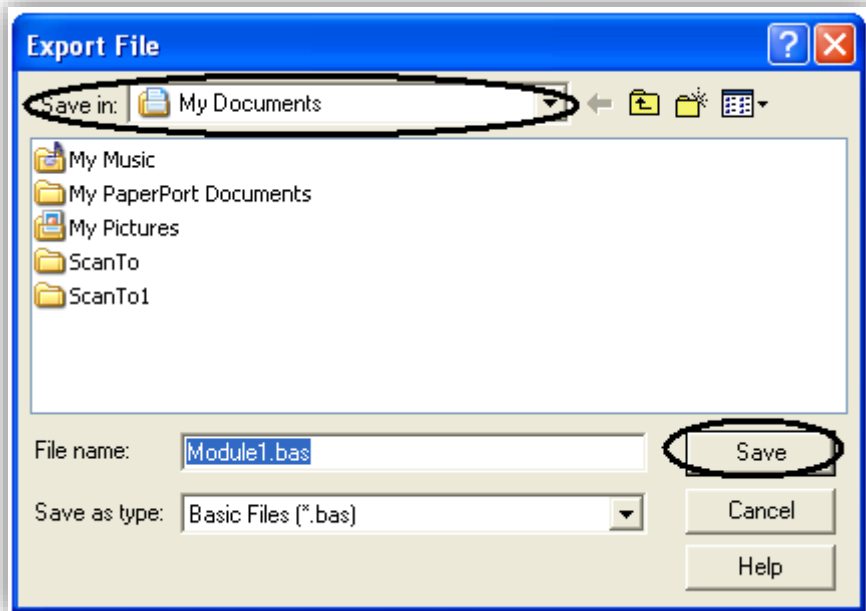 Export File
Save in: My Documents
My Music
My PaperPort Documents
My Pictures
ScanTo
ScanTo1
File name: Module1.bas Save
Save as type: Basic Files (*.bas) Cancel
Help